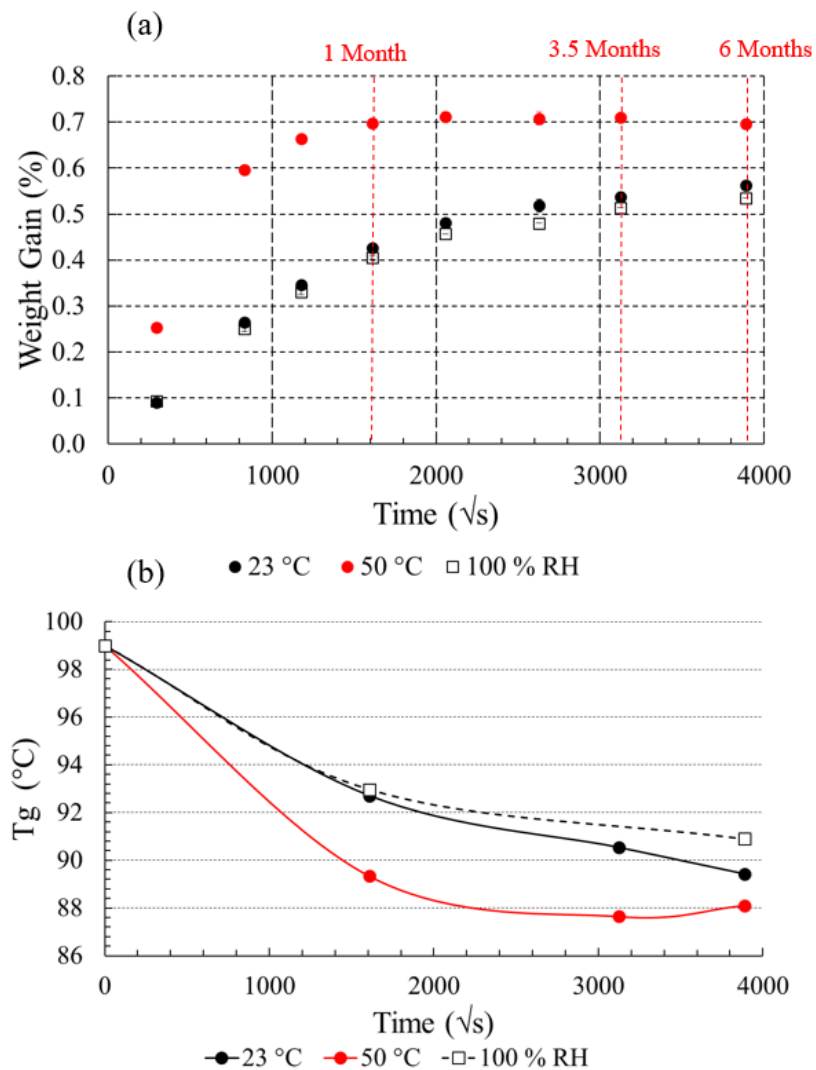 (a)
1 Month 3.5 Months 6 Months
0.8
0.7
0.6
0.5
0.4
0.3
0.2
0.1
0.0
Weight Gain (%)
0 1000 2000 3000 4000
Time (√s)
23 °C 50 °C 100 % RH
(b)
100
98
96
94
92
90
88
86
Tg (°C)
0 1000 2000 3000 4000
Time (√s)
23 °C 50 °C 100 % RH